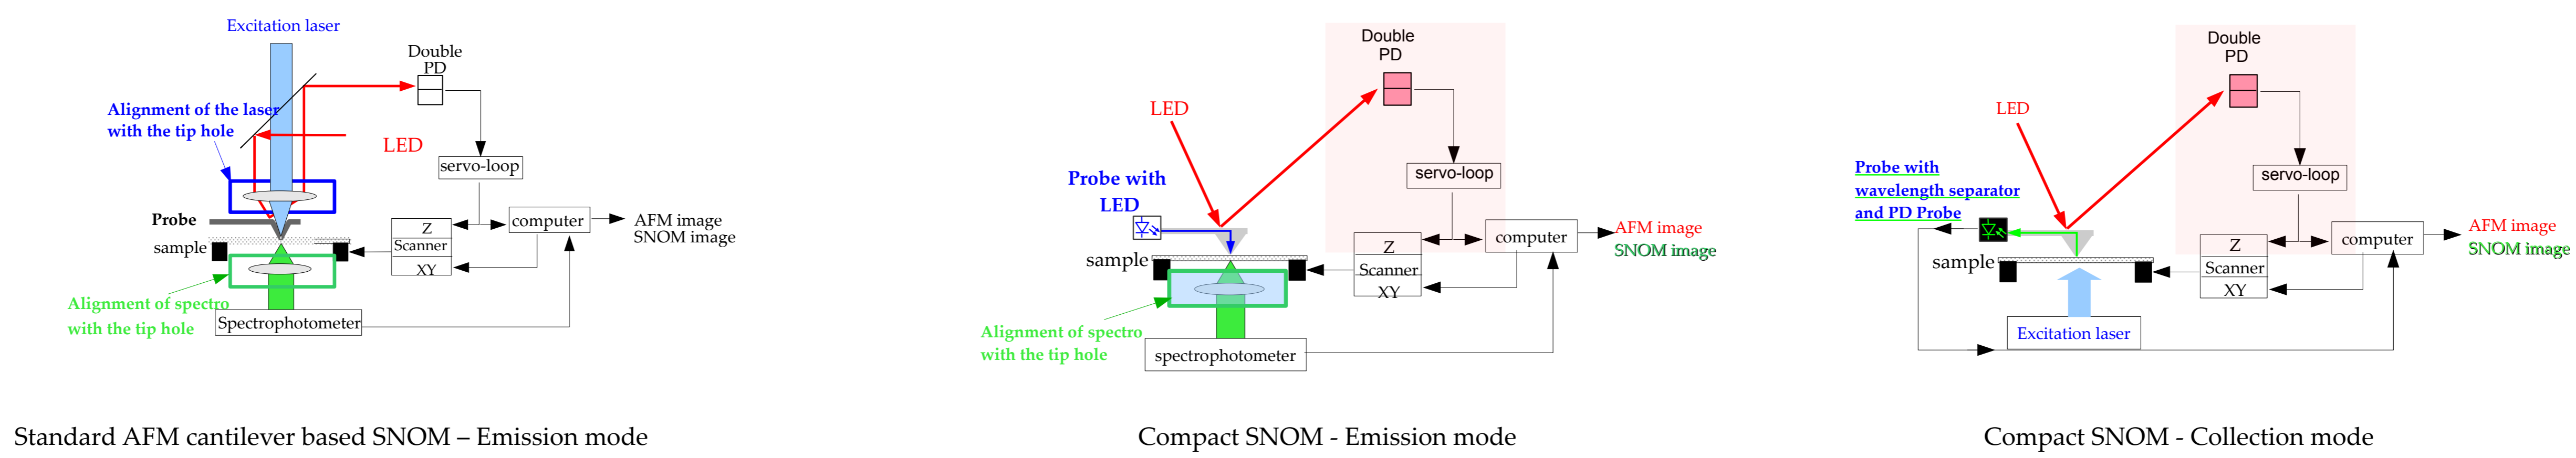 Excitation laser
Double
PD
Alignment of the laser
with the tip hole
LED
servo-loop
Probe
sample
Z
Scanner
XY
computer
AFM image
SNOM image
Alignment of spectro
with the tip hole
Spectrophotometer
Standard AFM cantilever based SNOM – Emission mode
Double
PD
LED
servo-loop
Probe with
LED
sample
Z
Scanner
XY
computer
AFM image
SNOM image
Alignment of spectro
with the tip hole
spectrophotometer
Compact SNOM - Emission mode
Double
PD
LED
Probe with
wavelength separator
and PD Probe
servo-loop
sample
Z
Scanner
XY
computer
AFM image
SNOM image
Excitation laser
Compact SNOM - Collection mode